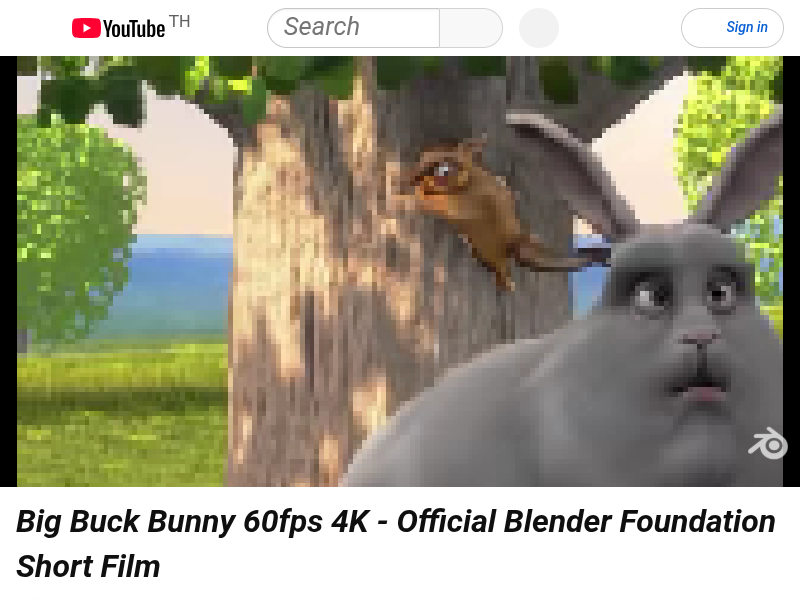 YouTube TH
Search
Sign in
Big Buck Bunny 60fps 4K - Official Blender Foundation
Short Film